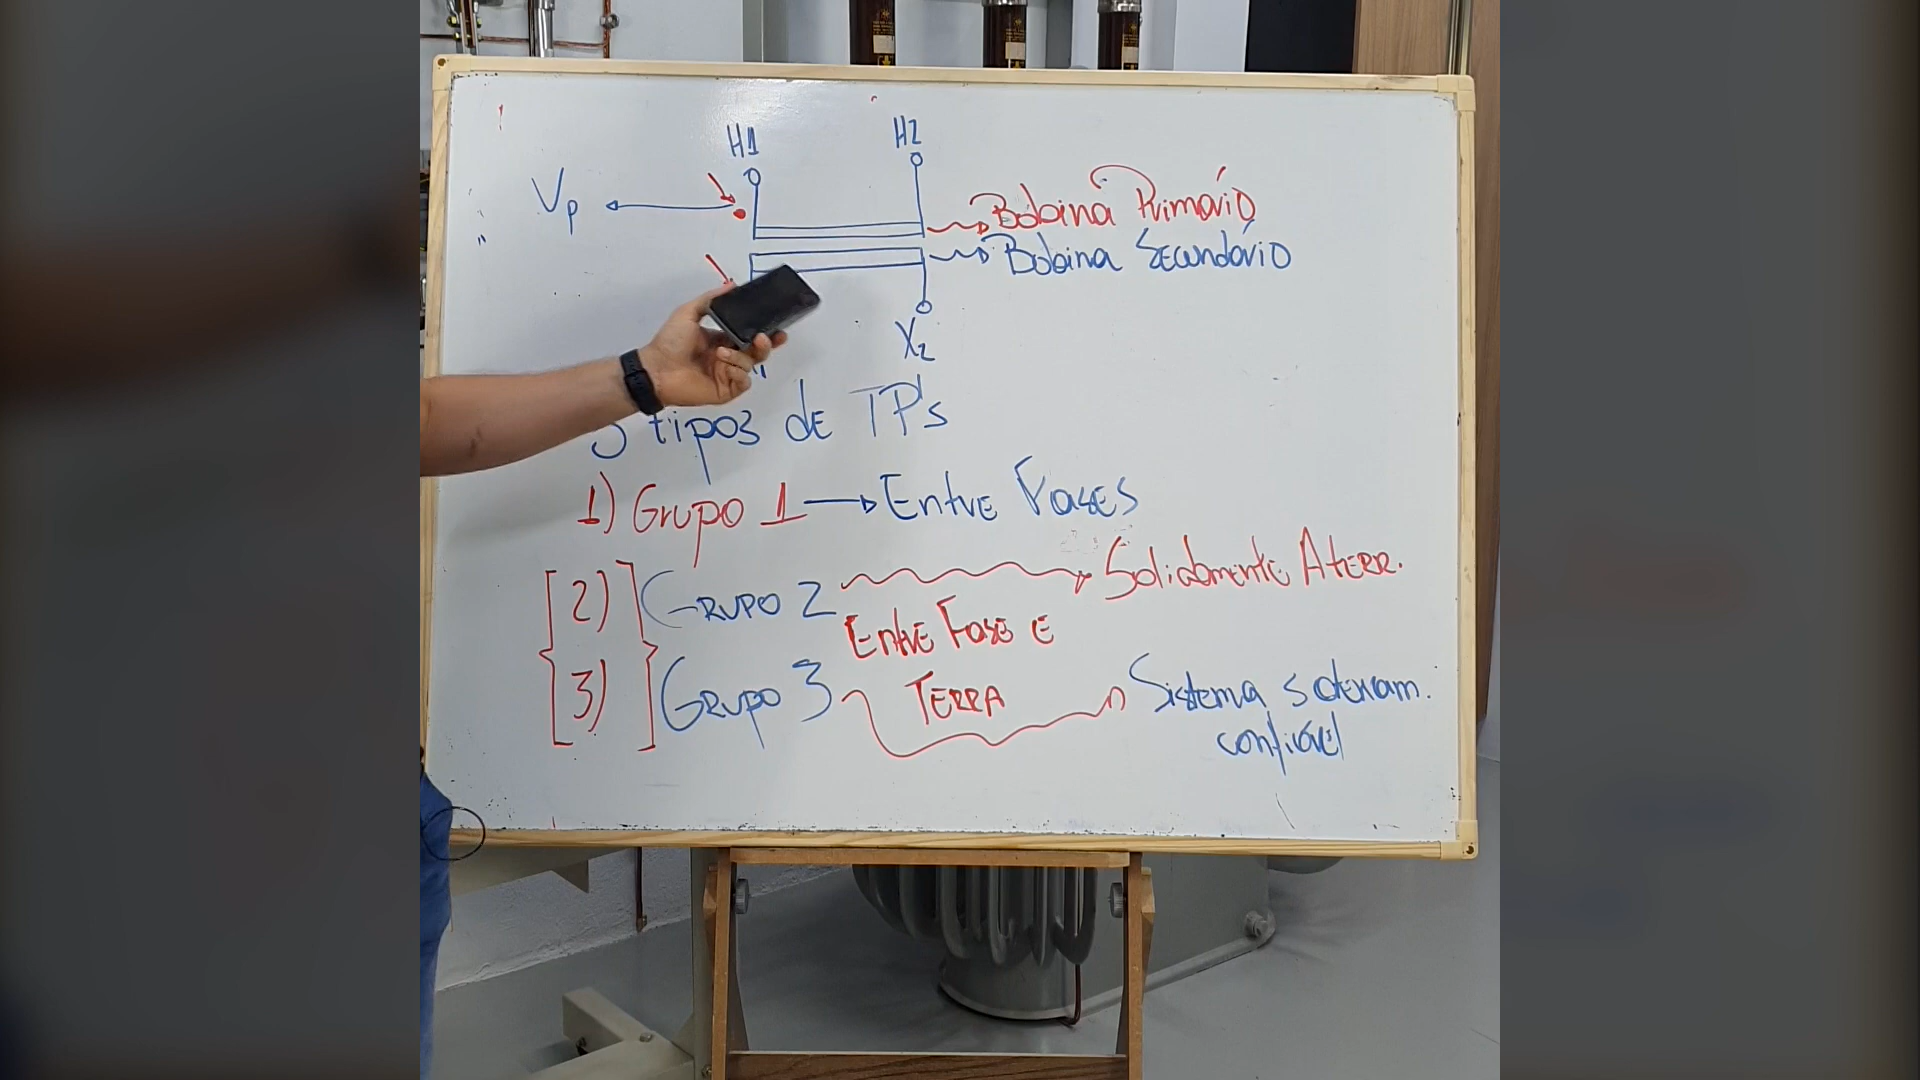 H1 H2
Vp
Bobina Primário
Bobina Secundário
X2
3 tipos de TP's
1) Grupo 1 → Entre Fases
2) Grupo 2 Solidamente Aterr.
Entre Fase e
3) Grupo 3 TERRA Sistema
confiável